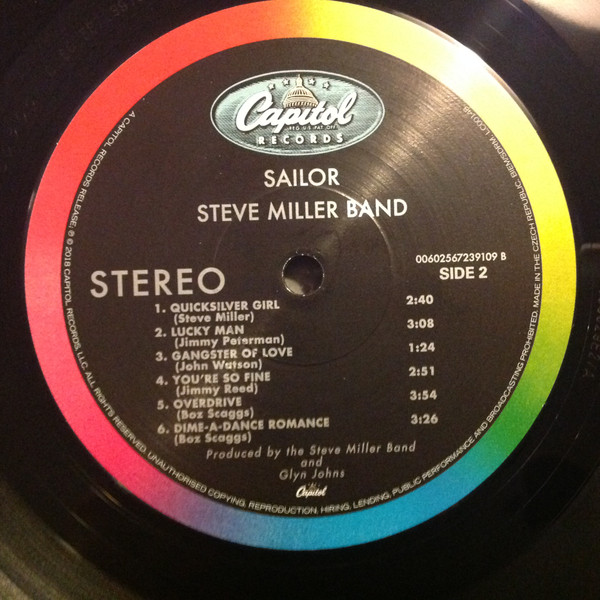 Capitol
REG. U.S. PAT. OFF.
RECORDS
SAILOR
STEVE MILLER BAND
00602567239109 B
STEREO
SIDE 2
1. QUICKSILVER GIRL 2:40
(Steve Miller)
2. LUCKY MAN 3:08
(Jimmy Peterman)
3. GANGSTER OF LOVE 1:24
(John Watson)
4. YOU'RE SO FINE 2:51
(Jimmy Reed)
5. OVERDRIVE 3:54
(Boz Scaggs)
6. DIME-A-DANCE ROMANCE 3:26
(Boz Scaggs)
Produced by the Steve Miller Band
and
Glyn Johns
Capitol
A CAPITOL RECORDS RELEASE; ℗ © 2018 CAPITOL RECORDS, LLC. ALL RIGHTS RESERVED. UNAUTHORISED COPYING, REPRODUCTION, HIRING, LENDING, PUBLIC PERFORMANCE AND BROADCASTING PROHIBITED. MADE IN THE CZECH REPUBLIC. BIEM/SDRM.